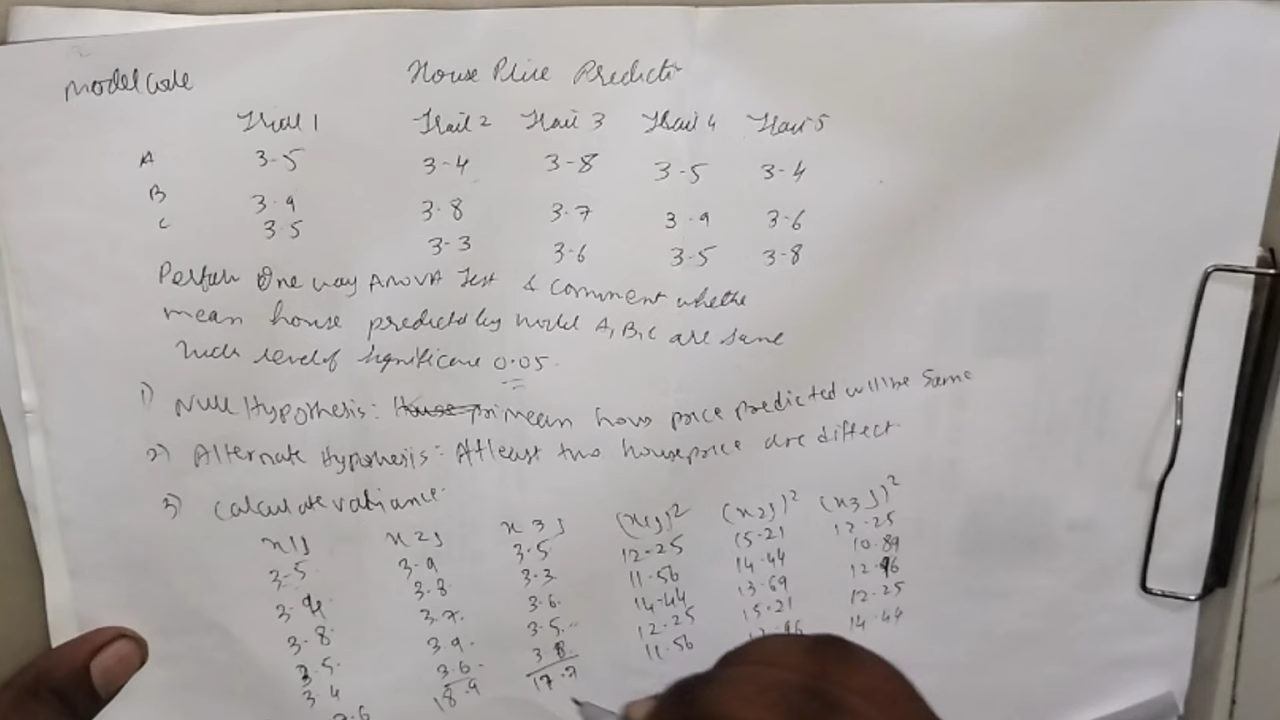 Model code House Price Predicti
Trail 1 Trail 2 Trail 3 Trail 4 Trail 5
A 3.5 3.4 3.8 3.5 3.4
B 3.9 3.8 3.7 3.9 3.6
C 3.5 3.3 3.6 3.5 3.8
Perform One way ANOVA Test & comment whethe
mean house predicted by model A, B, C are same
level of significance 0.05
1) Null Hypothesis: mean hous price predicted will be same
2) Alternate Hypothesis: Atleast two house price are diffect
3) Calculate variance
x1j x2j x3j (x1j)² (x2j)² (x3j)²
3.5 3.9 3.5 12.25 15.21 12.25
3.4 3.8 3.3 11.56 14.44 10.89
3.8 3.7 3.6 14.44 13.69 12.96
3.5 3.9 3.5 12.25 15.21 12.25
3.4 3.6 3.8 11.56 14.44
18.9 17.7